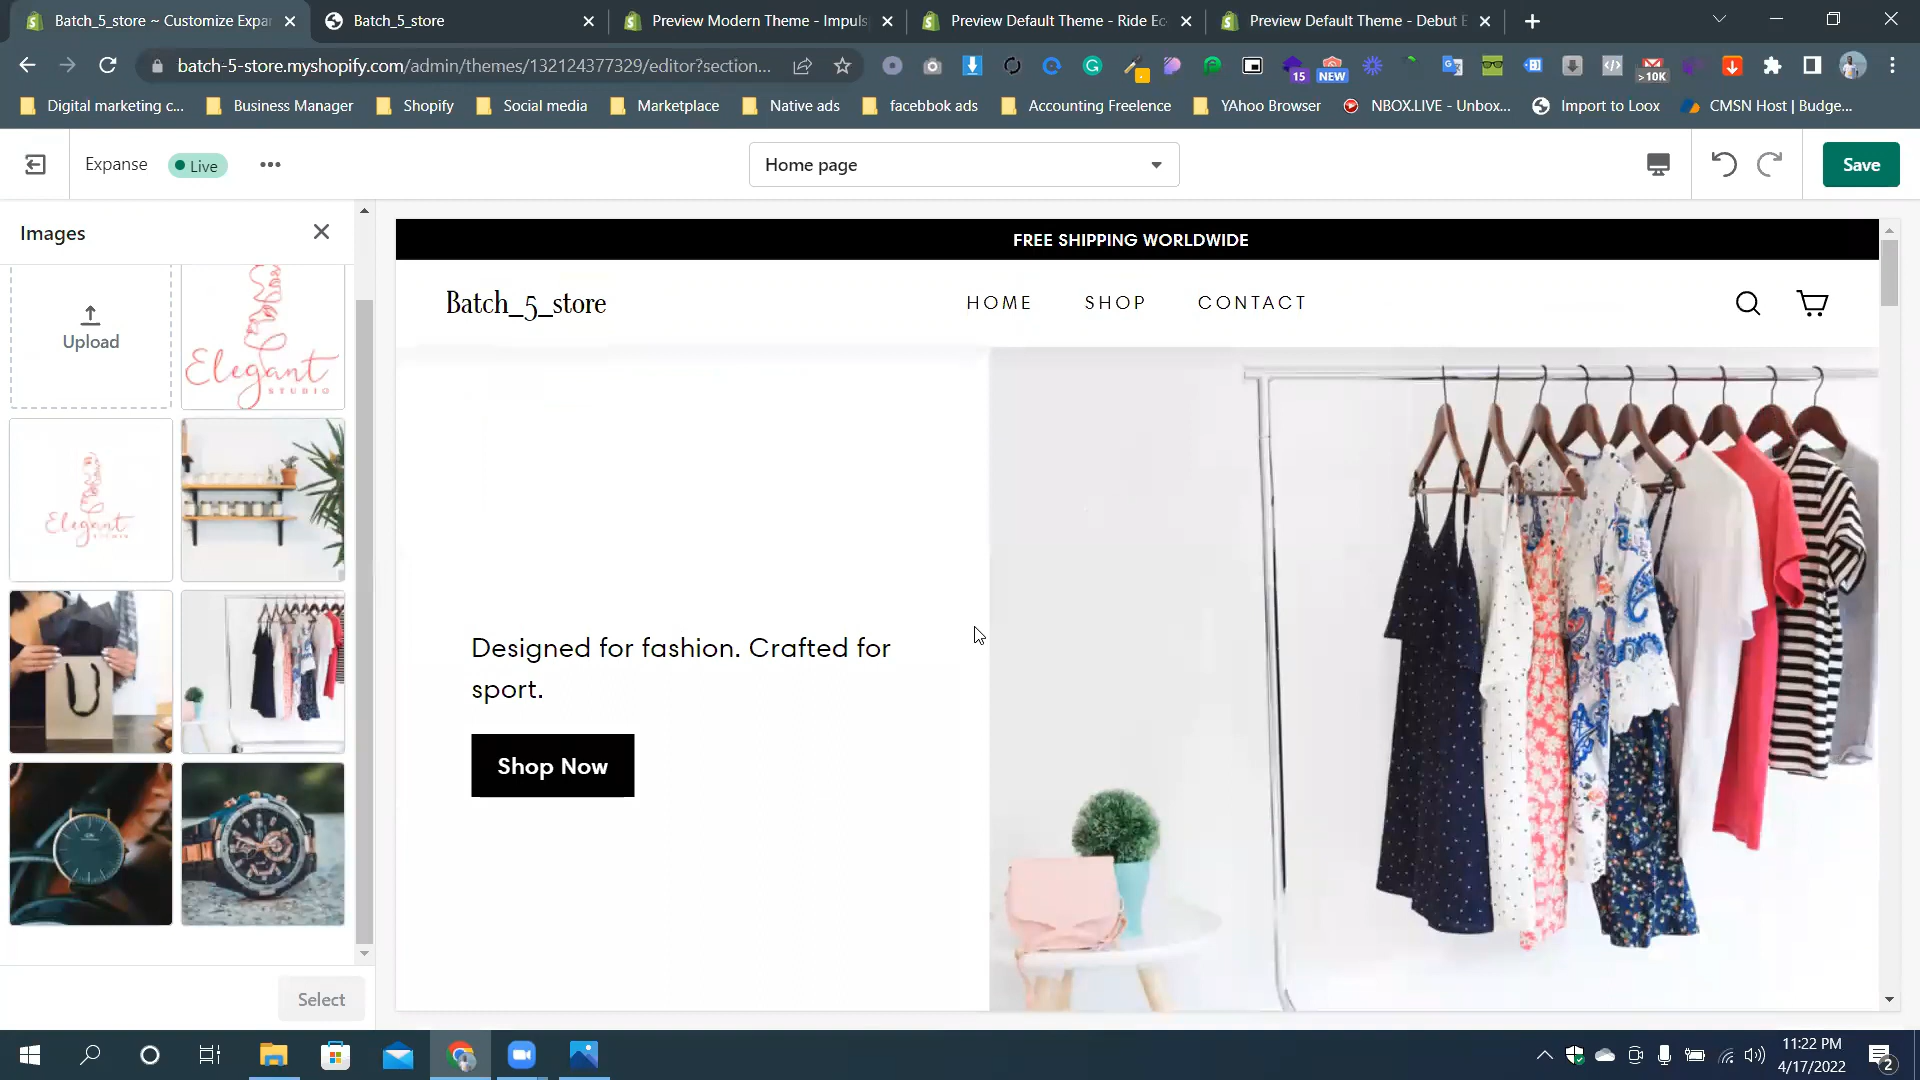 Batch_5_store ~ Customize Expan
Batch_5_store
Preview Modern Theme - Impuls
Preview Default Theme - Ride Ec
Preview Default Theme - Debut E
batch-5-store.myshopify.com/admin/themes/132124377329/editor?section...
15
NEW
>10K
Digital marketing c...
Business Manager
Shopify
Social media
Marketplace
Native ads
facebbok ads
Accounting Freelence
YAhoo Browser
NBOX.LIVE - Unbox...
Import to Loox
CMSN Host | Budge...
Expanse
Live
Home page
Save
Images
Upload
Elegant
STUDIO
Elegant
Select
FREE SHIPPING WORLDWIDE
Batch_5_store
HOME
SHOP
CONTACT
Designed for fashion. Crafted for
sport.
Shop Now
11:22 PM
4/17/2022
2